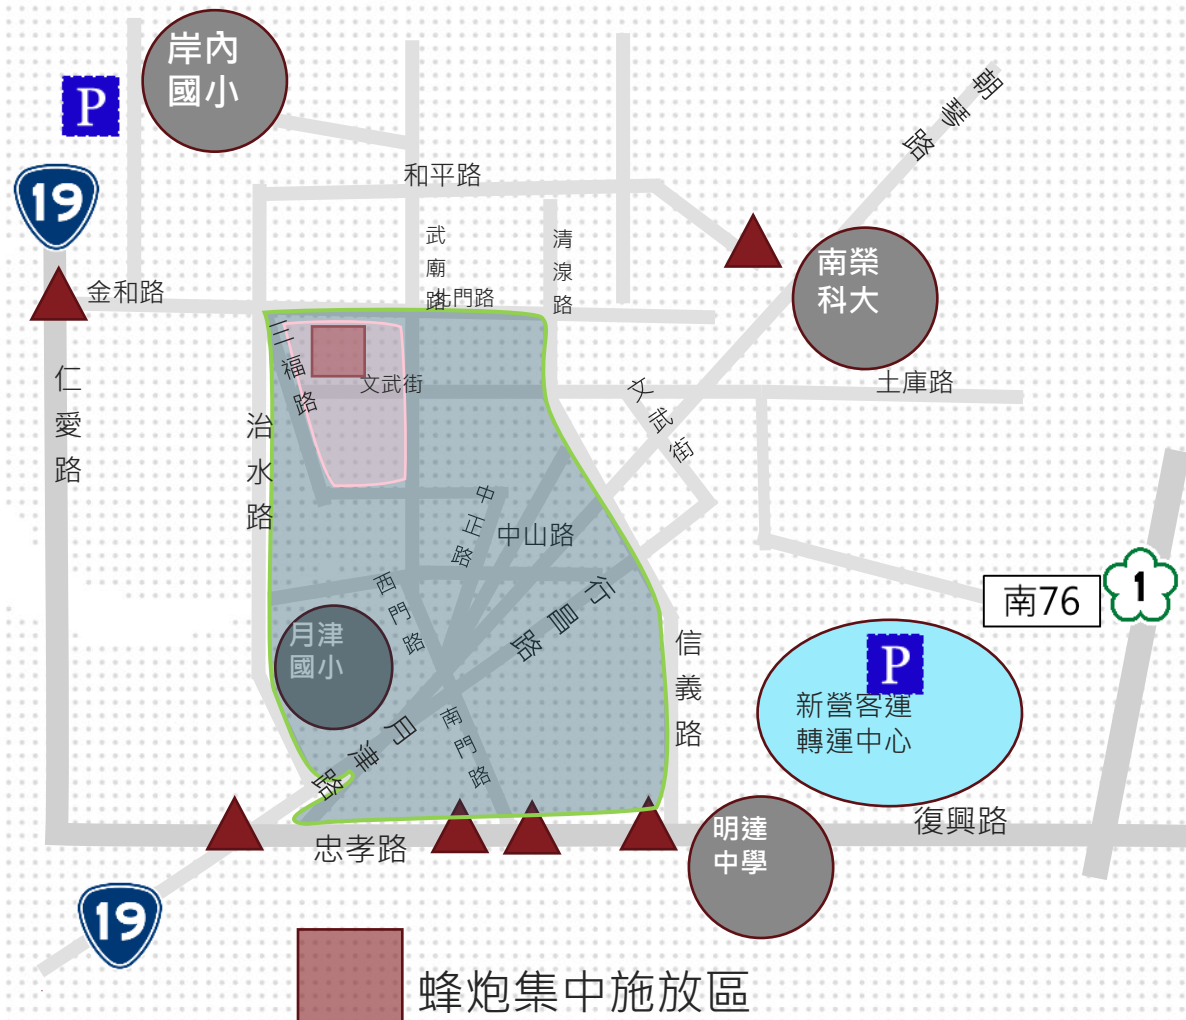 岸內
國小
P
朝琴路
19
和平路
武廟路
清湶路
南榮
科大
金和路
北門路
三福路
文武街
土庫路
仁愛路
文武街
治水路
中正路
中山路
行昌路
西門路
南76
1
月津
國小
信義路
P
新營客運
轉運中心
月津路
南門路
忠孝路
明達
中學
復興路
19
蜂炮集中施放區